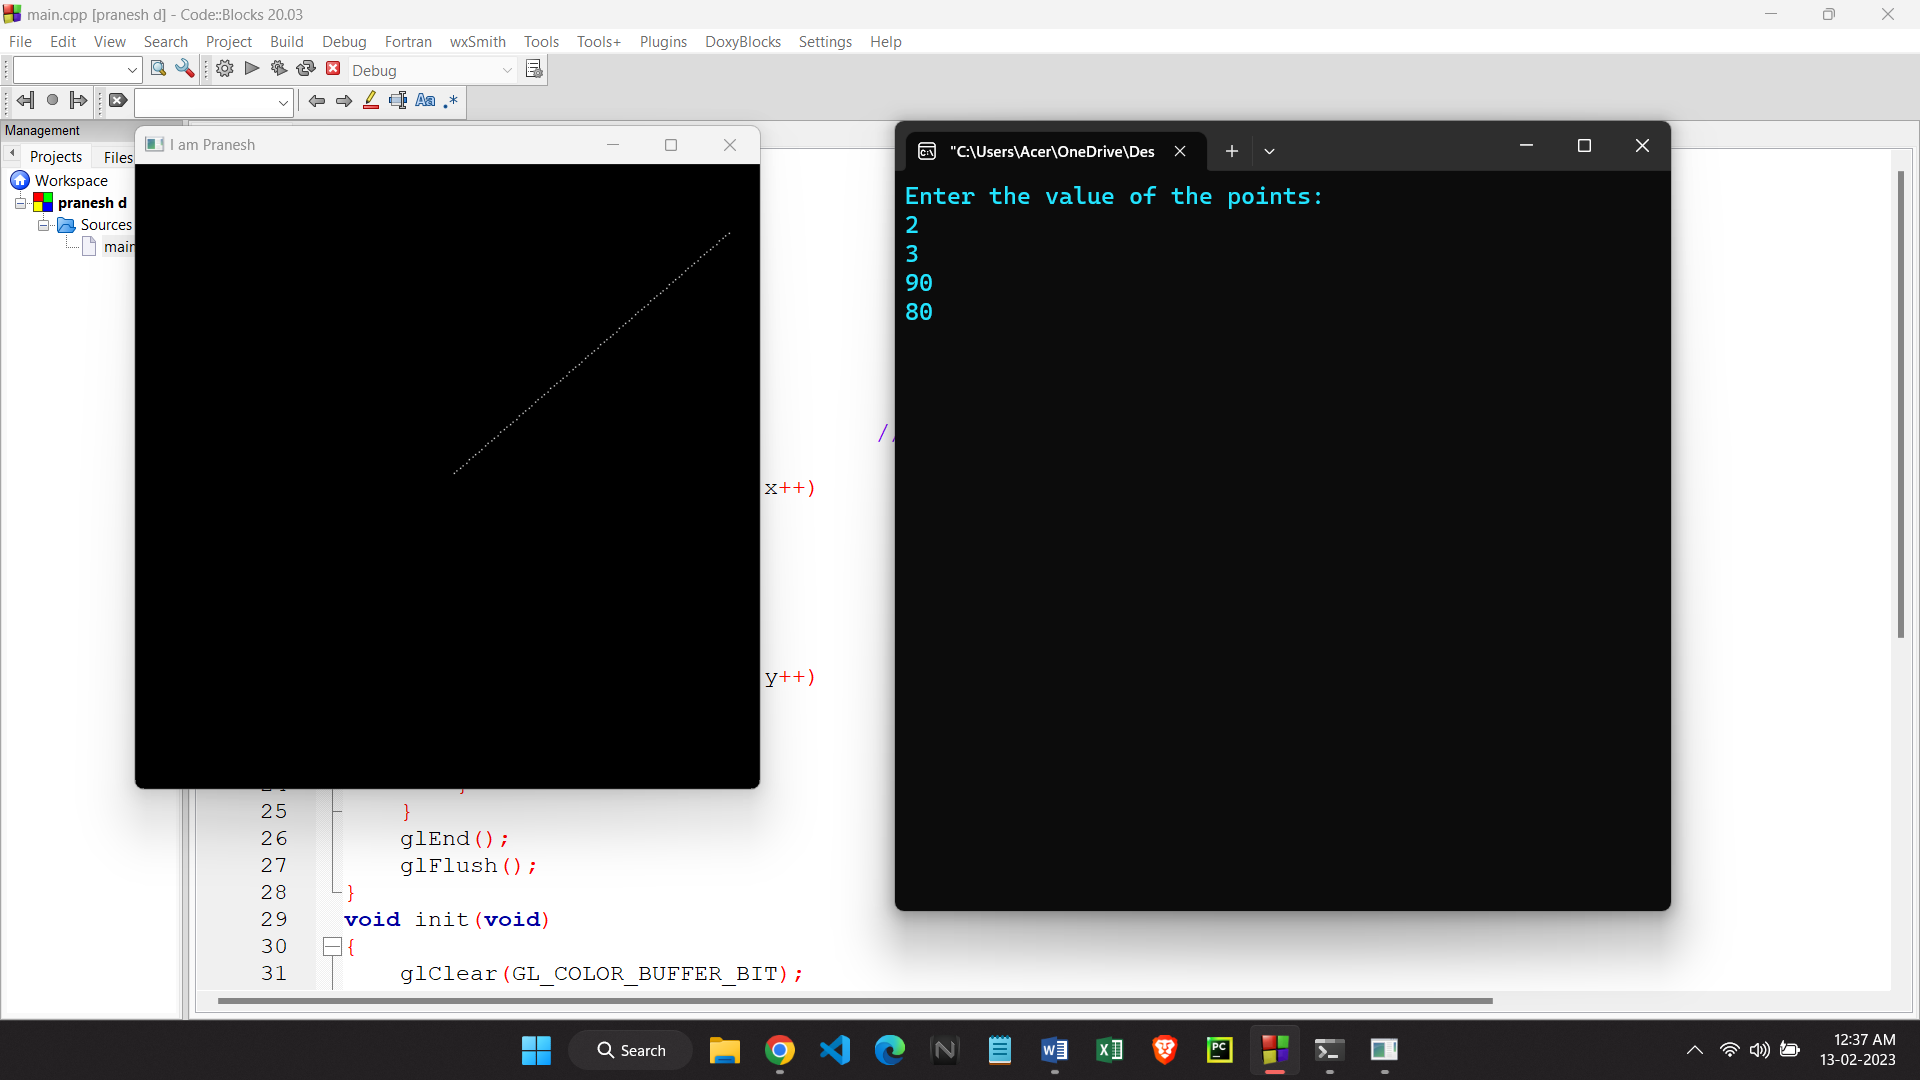 main.cpp [pranesh d] - Code::Blocks 20.03
File Edit View Search Project Build Debug Fortran wxSmith Tools Tools+ Plugins DoxyBlocks Settings Help
Debug
Aa .*
Management
Projects Files
Workspace
pranesh d
Sources
main
I am Pranesh
"C:\Users\Acer\OneDrive\Des
Enter the value of the points:
2
3
90
80
x++)
y++)
25 }
26 glEnd();
27 glFlush();
28 }
29 void init(void)
30 {
31 glClear(GL_COLOR_BUFFER_BIT);
Search
PC
12:37 AM
13-02-2023